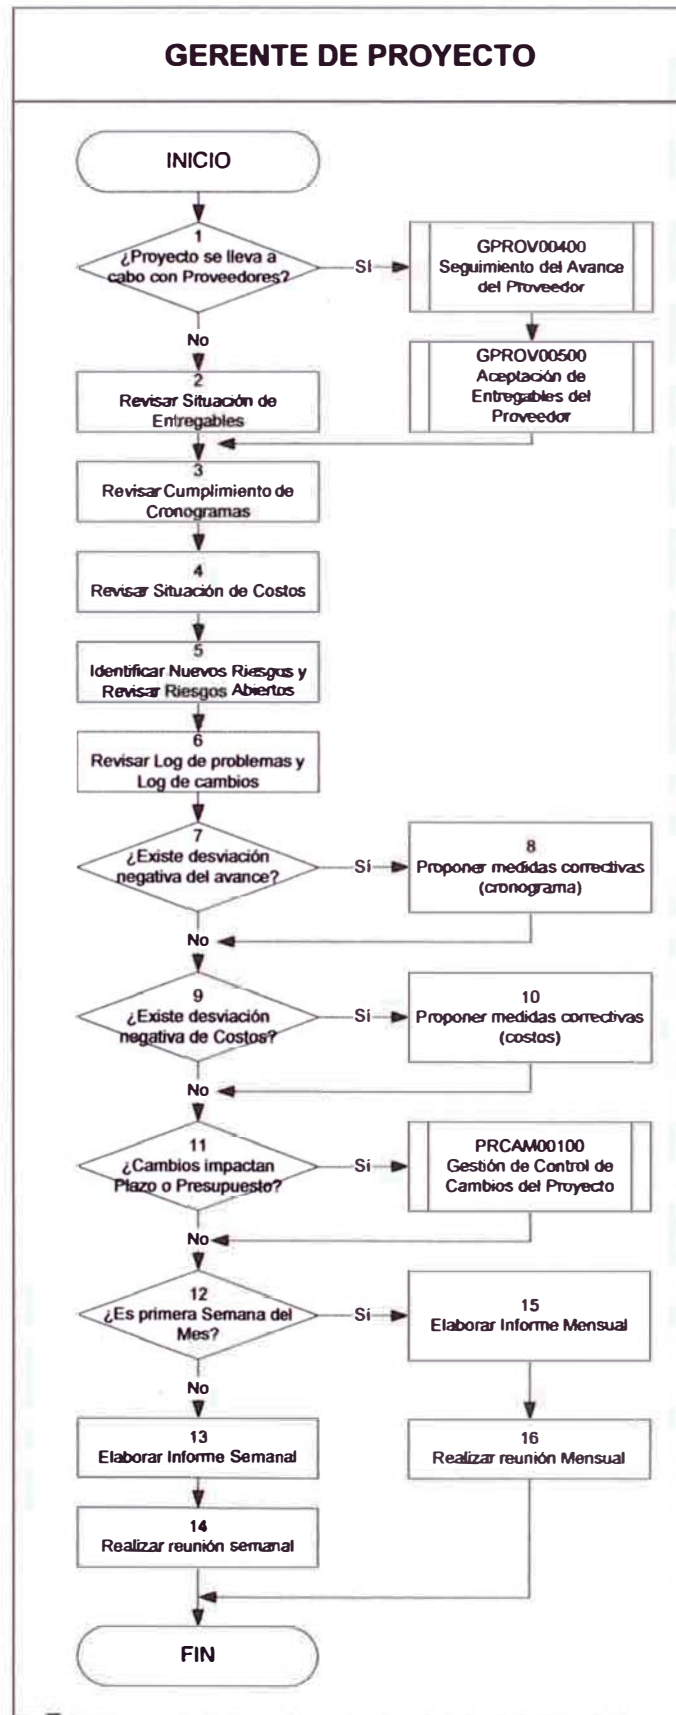 GERENTE DE PROYECTO
INICIO
1
¿Proyecto se lleva a
cabo con Proveedores?
SI
GPROV00400
Seguimiento del Avance
del Proveedor
No
GPROV00500
Aceptación de
Entregables del
Proveedor
2
Revisar Situación de
Entregables
3
Revisar Cumplimiento de
Cronogramas
4
Revisar Situación de Costos
5
Identificar Nuevos Riesgos y
Revisar Riesgos Abiertos
6
Revisar Log de problemas y
Log de cambios
7
¿Existe desviación
negativa del avance?
Sí
8
Proponer medidas correctivas
(cronograma)
No
9
¿Existe desviación
negativa de Costos?
Sí
10
Proponer medidas correctivas
(costos)
No
11
¿Cambios impactan
Plazo o Presupuesto?
Sí
PRCAM00100
Gestión de Control de
Cambios del Proyecto
No
12
¿Es primera Semana del
Mes?
Sí
15
Elaborar Informe Mensual
No
13
Elaborar Informe Semanal
16
Realizar reunión Mensual
14
Realizar reunión semanal
FIN